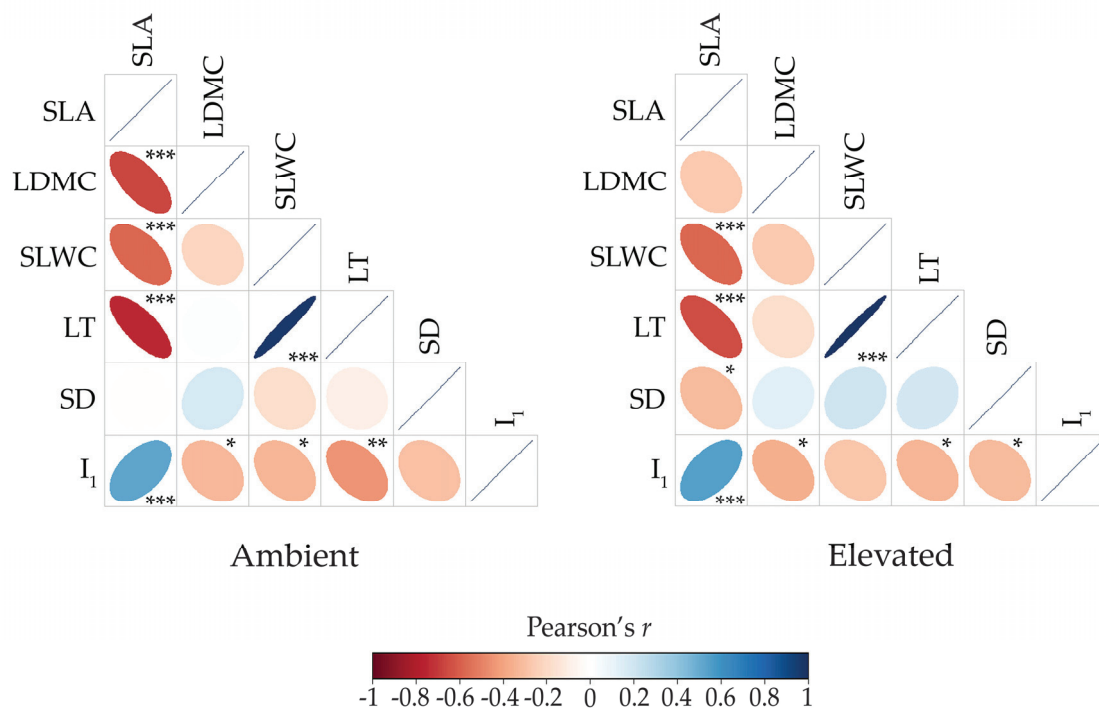 SLA SLA
LDMC LDMC
SLA SLA
SLWC SLWC
*** 
LDMC LDMC
LT LT
*** ***
SLWC SLWC
SD SD
*** ***
LT LT
*** ***
I1 I1
*
SD SD
* * ** * * *
I1 I1
*** ***
Ambient Elevated
Pearson's r
-1 -0.8 -0.6 -0.4 -0.2 0 0.2 0.4 0.6 0.8 1